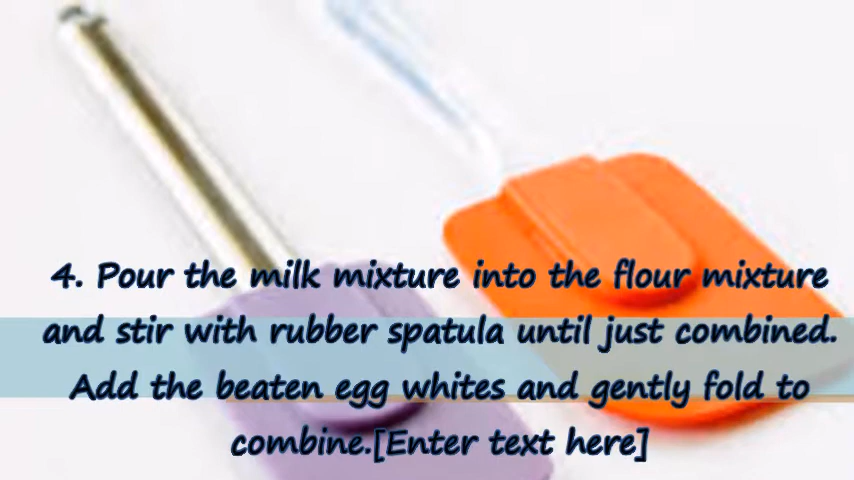 4. Pour the milk mixture into the flour mixture
and stir with rubber spatula until just combined.
Add the beaten egg whites and gently fold to
combine.[Enter text here]